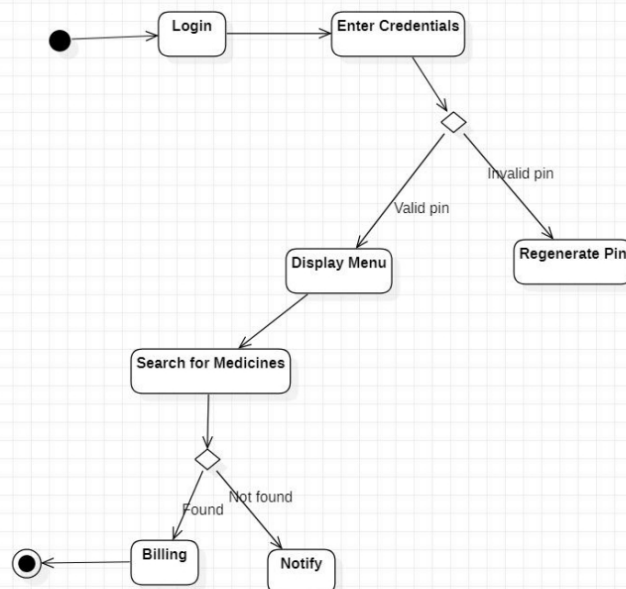 Login
Enter Credentials
Invalid pin
Valid pin
Regenerate Pin
Display Menu
Search for Medicines
Not found
Found
Billing
Notify